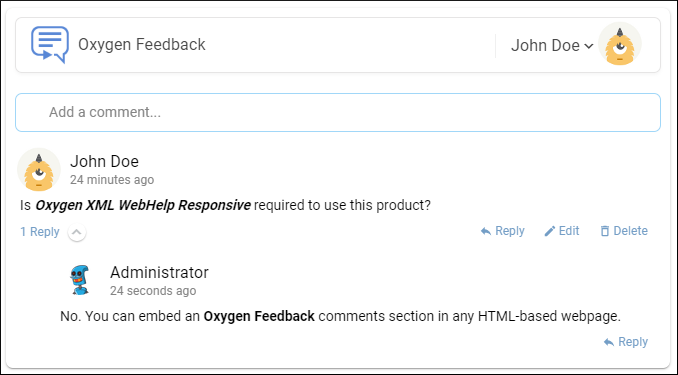 Oxygen Feedback
John Doe
Add a comment...
John Doe
24 minutes ago
Is Oxygen XML WebHelp Responsive required to use this product?
1 Reply Reply Edit Delete
Administrator
24 seconds ago
No. You can embed an Oxygen Feedback comments section in any HTML-based webpage.
Reply